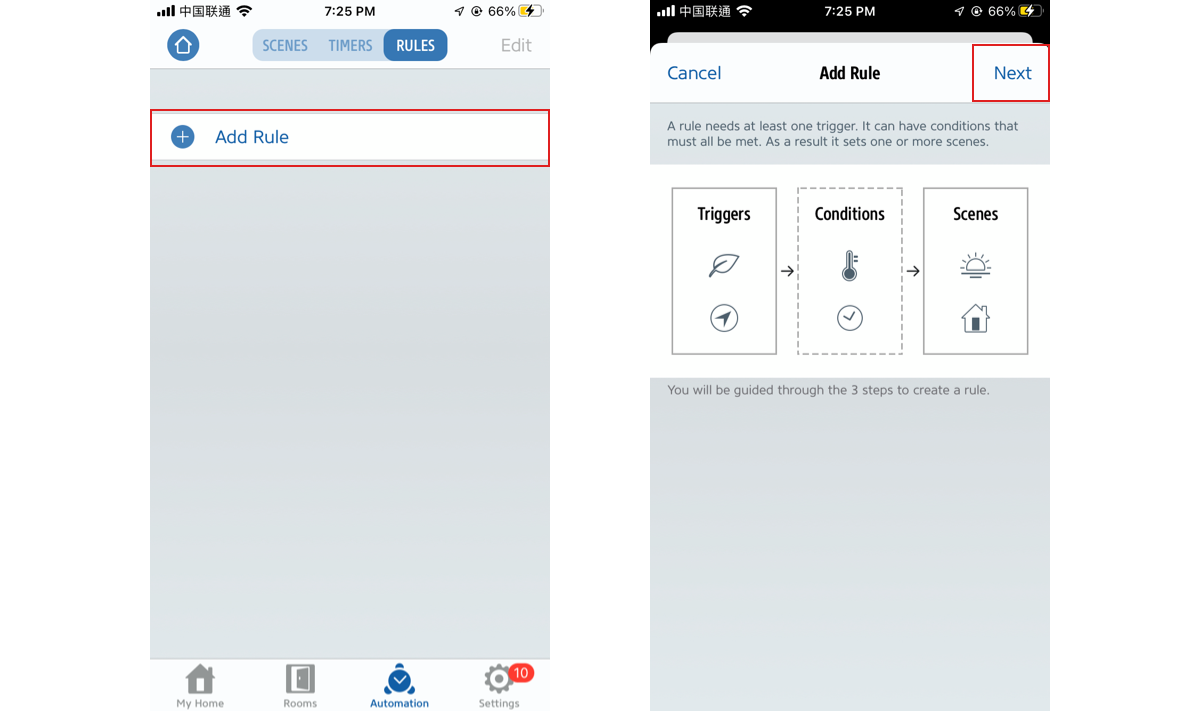 中国联通 7:25 PM 66%
SCENES TIMERS RULES Edit
Add Rule
My Home Rooms Automation Settings 10
中国联通 7:25 PM 66%
Cancel Add Rule Next
A rule needs at least one trigger. It can have conditions that
must all be met. As a result it sets one or more scenes.
Triggers Conditions Scenes
You will be guided through the 3 steps to create a rule.